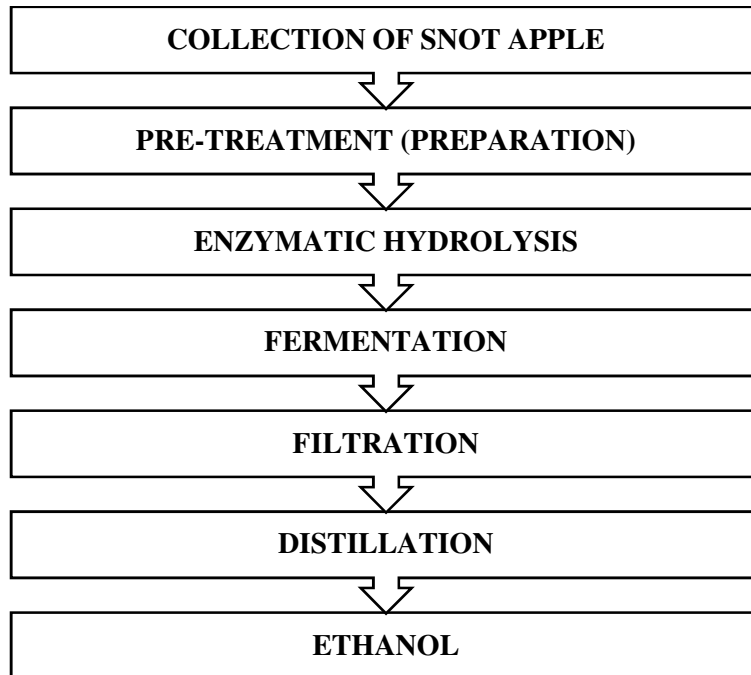 COLLECTION OF SNOT APPLE
PRE-TREATMENT (PREPARATION)
ENZYMATIC HYDROLYSIS
FERMENTATION
FILTRATION
DISTILLATION
ETHANOL